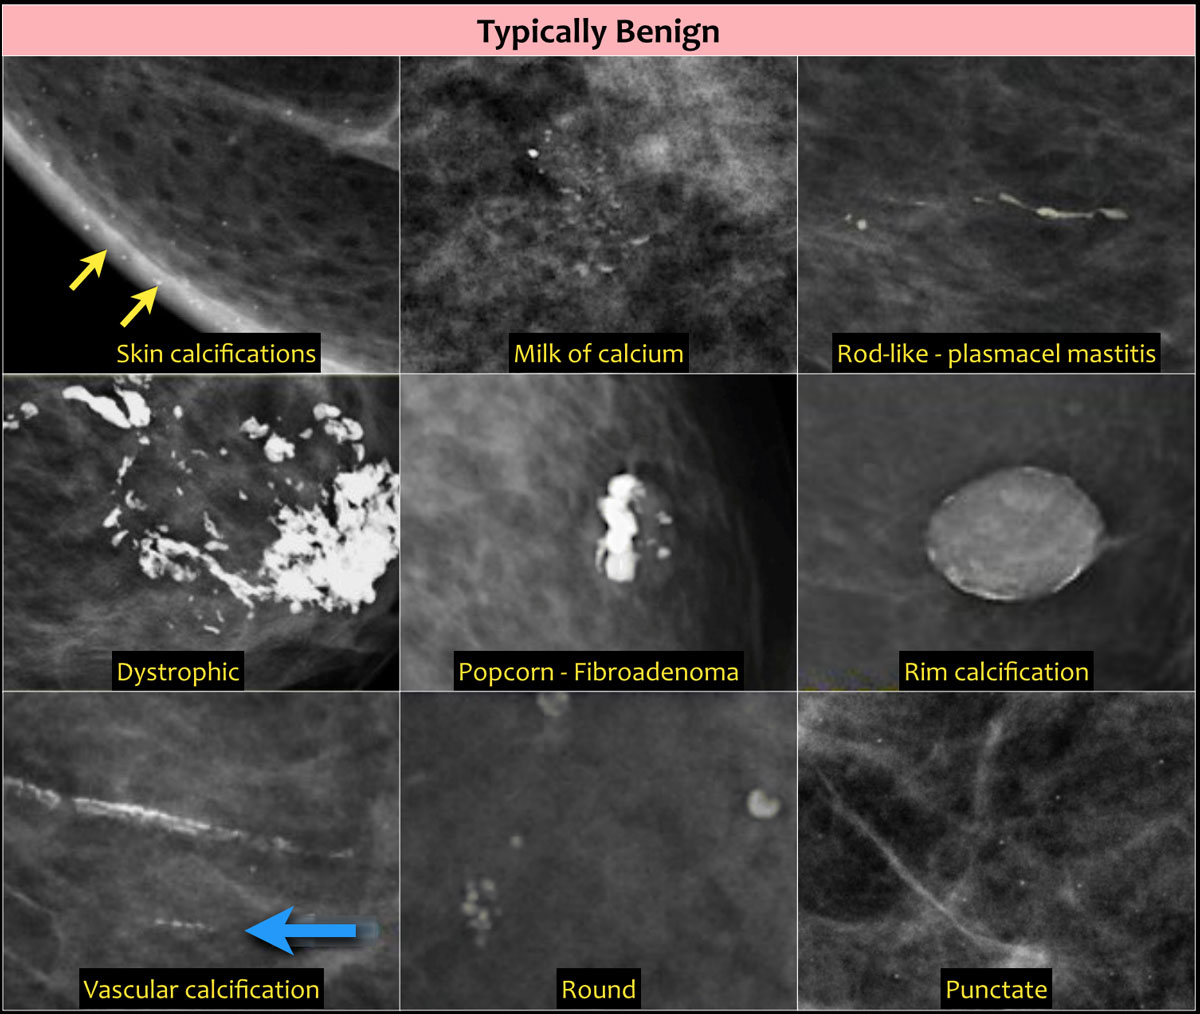 Typically Benign
Skin calcifications
Milk of calcium
Rod-like - plasmacel mastitis
Dystrophic
Popcorn - Fibroadenoma
Rim calcification
Vascular calcification
Round
Punctate